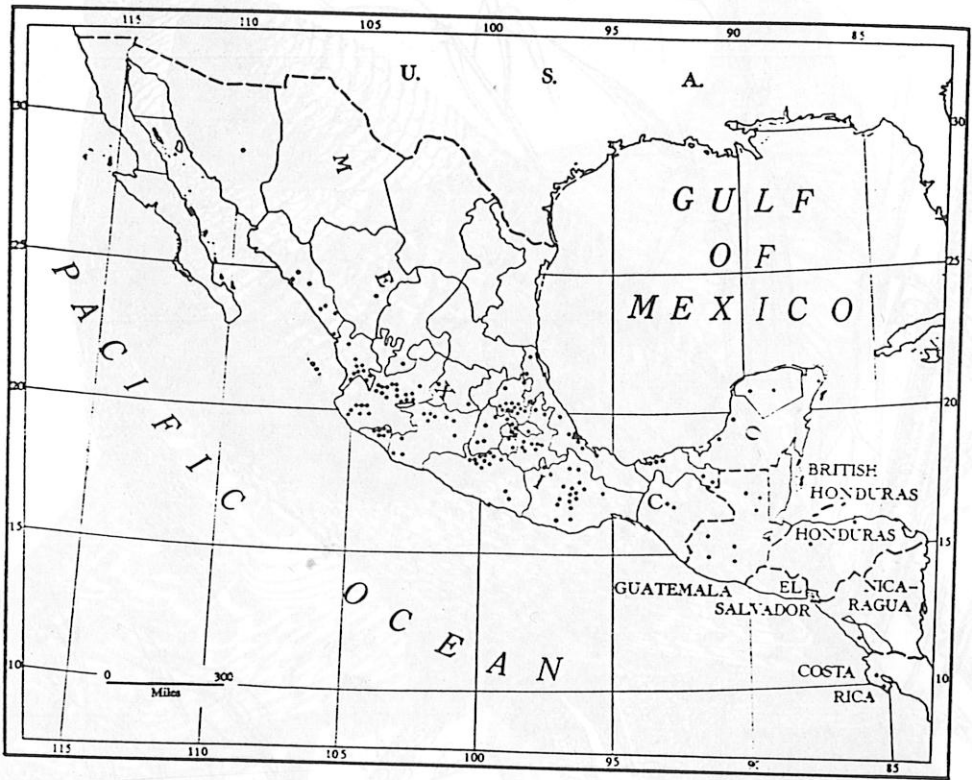 115 110 105 100 95 90 85
U. S. A.
30 30
M
GULF
OF
MEXICO
25 25
E
PACIFIC
20 20
X
I
C
O
BRITISH
HONDURAS
HONDURAS
15 15
GUATEMALA
EL
SALVADOR
NICA-
RAGUA
OCEAN
COSTA
RICA
10 10
0 300
Miles
115 110 105 100 95 9 85